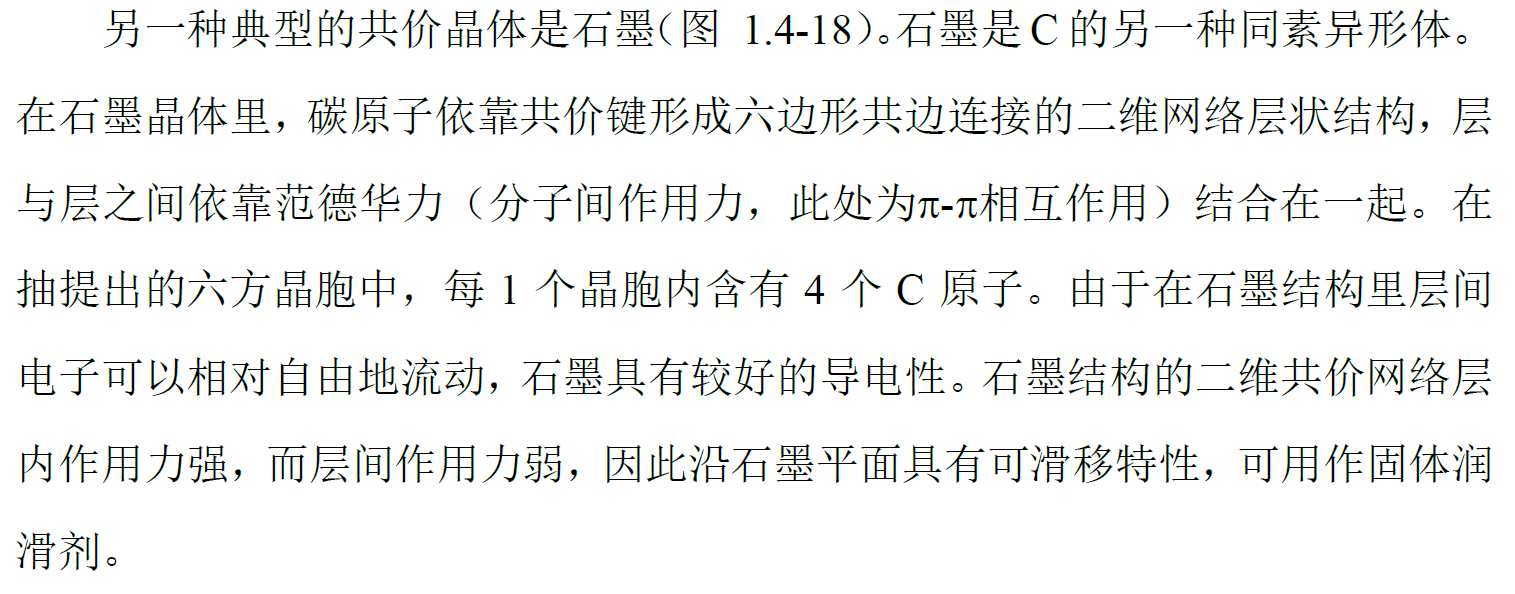 另一种典型的共价晶体是石墨（图 1.4-18）。石墨是 C 的另一种同素异形体。
在石墨晶体里，碳原子依靠共价键形成六边形共边连接的二维网络层状结构，层
与层之间依靠范德华力（分子间作用力，此处为π-π相互作用）结合在一起。在
抽提出的六方晶胞中，每 1 个晶胞内含有 4 个 C 原子。由于在石墨结构里层间
电子可以相对自由地流动，石墨具有较好的导电性。石墨结构的二维共价网络层
内作用力强，而层间作用力弱，因此沿石墨平面具有可滑移特性，可用作固体润
滑剂。